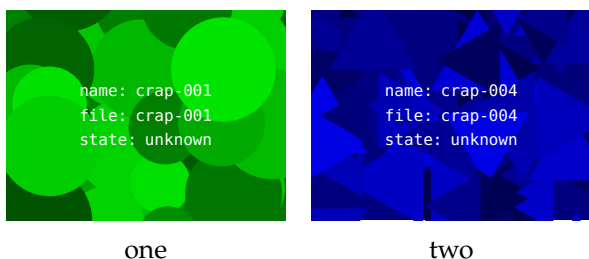 name: crap-001
file: crap-001
state: unknown
name: crap-004
file: crap-004
state: unknown
one
two